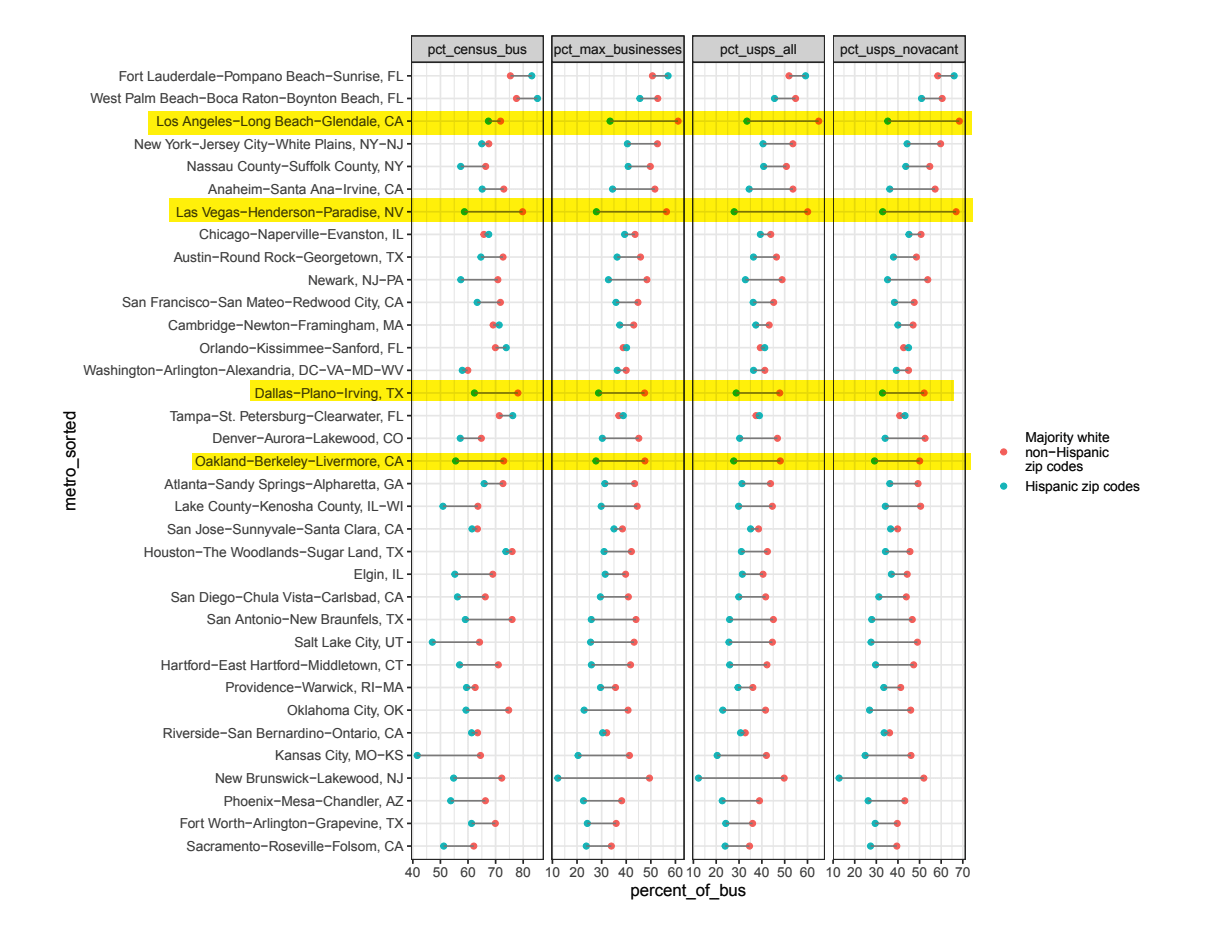 pct_census_bus pct_max_businesses pct_usps_all pct_usps_novacant
Fort Lauderdale−Pompano Beach−Sunrise, FL
West Palm Beach−Boca Raton−Boynton Beach, FL
Los Angeles−Long Beach−Glendale, CA
New York−Jersey City−White Plains, NY−NJ
Nassau County−Suffolk County, NY
Anaheim−Santa Ana−Irvine, CA
Las Vegas−Henderson−Paradise, NV
Chicago−Naperville−Evanston, IL
Austin−Round Rock−Georgetown, TX
Newark, NJ−PA
San Francisco−San Mateo−Redwood City, CA
Cambridge−Newton−Framingham, MA
Orlando−Kissimmee−Sanford, FL
Washington−Arlington−Alexandria, DC−VA−MD−WV
Dallas−Plano−Irving, TX
Tampa−St. Petersburg−Clearwater, FL
Denver−Aurora−Lakewood, CO
Oakland−Berkeley−Livermore, CA
Atlanta−Sandy Springs−Alpharetta, GA
Lake County−Kenosha County, IL−WI
San Jose−Sunnyvale−Santa Clara, CA
Houston−The Woodlands−Sugar Land, TX
Elgin, IL
San Diego−Chula Vista−Carlsbad, CA
San Antonio−New Braunfels, TX
Salt Lake City, UT
Hartford−East Hartford−Middletown, CT
Providence−Warwick, RI−MA
Oklahoma City, OK
Riverside−San Bernardino−Ontario, CA
Kansas City, MO−KS
New Brunswick−Lakewood, NJ
Phoenix−Mesa−Chandler, AZ
Fort Worth−Arlington−Grapevine, TX
Sacramento−Roseville−Folsom, CA
metro_sorted
40 50 60 70 80 10 20 30 40 50 60 10 20 30 40 50 60 10 20 30 40 50 60 70
percent_of_bus
Majority white
non−Hispanic
zip codes
Hispanic zip codes